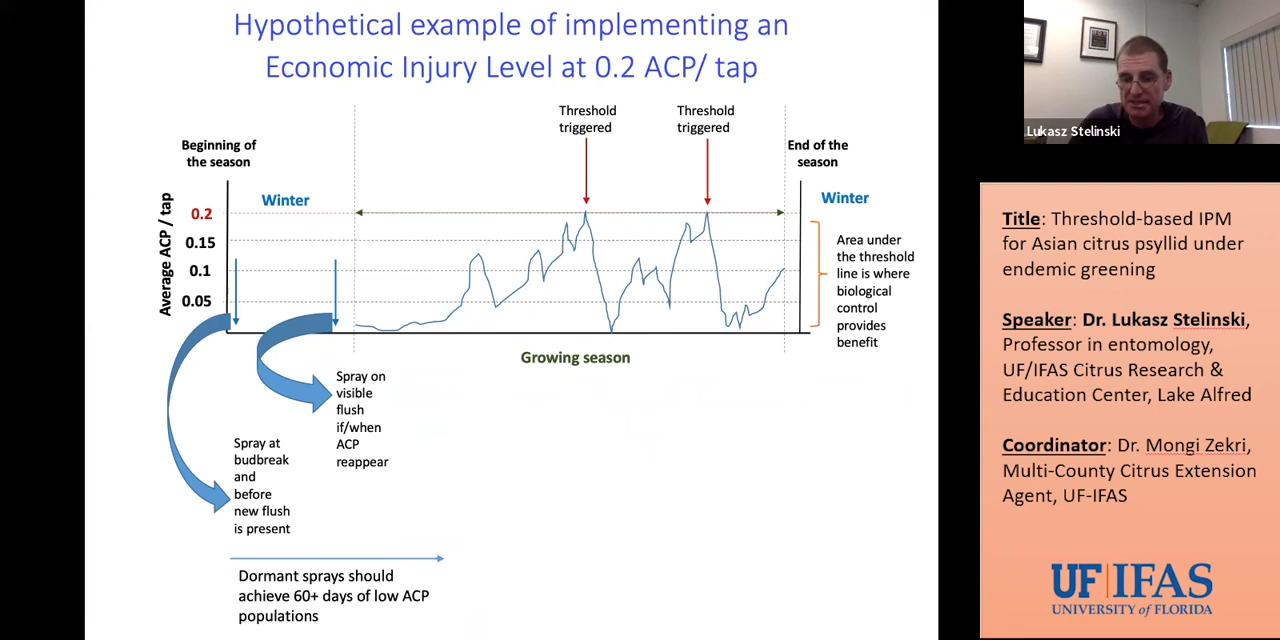 Hypothetical example of implementing an
Economic Injury Level at 0.2 ACP/ tap
Threshold
triggered
Threshold
triggered
Beginning of
the season
End of the
season
Winter
Winter
Average ACP / tap
0.2
0.15
0.1
0.05
Area under
the threshold
line is where
biological
control
provides
benefit
Growing season
Spray on
visible
flush
if/when
ACP
reappear
Spray at
budbreak
and
before
new flush
is present
Dormant sprays should
achieve 60+ days of low ACP
populations
Lukasz Stelinski
Title: Threshold-based IPM
for Asian citrus psyllid under
endemic greening
Speaker: Dr. Lukasz Stelinski,
Professor in entomology,
UF/IFAS Citrus Research &
Education Center, Lake Alfred
Coordinator: Dr. Mongi Zekri,
Multi-County Citrus Extension
Agent, UF-IFAS
UF|IFAS
UNIVERSITY of FLORIDA